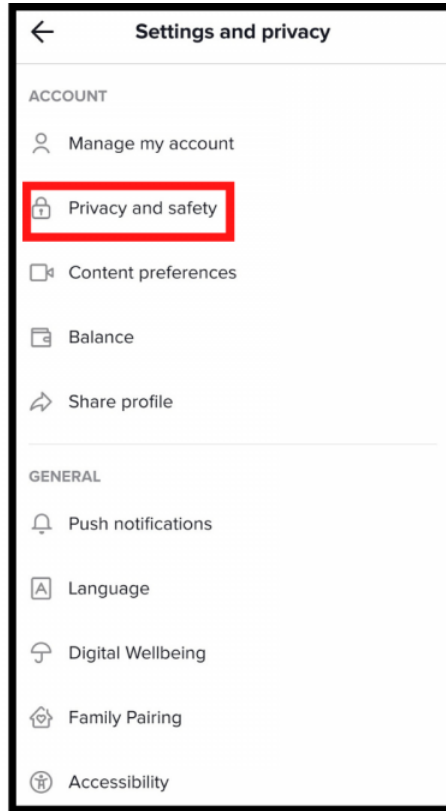 Settings and privacy
ACCOUNT
Manage my account
Privacy and safety
Content preferences
Balance
Share profile
GENERAL
Push notifications
Language
Digital Wellbeing
Family Pairing
Accessibility